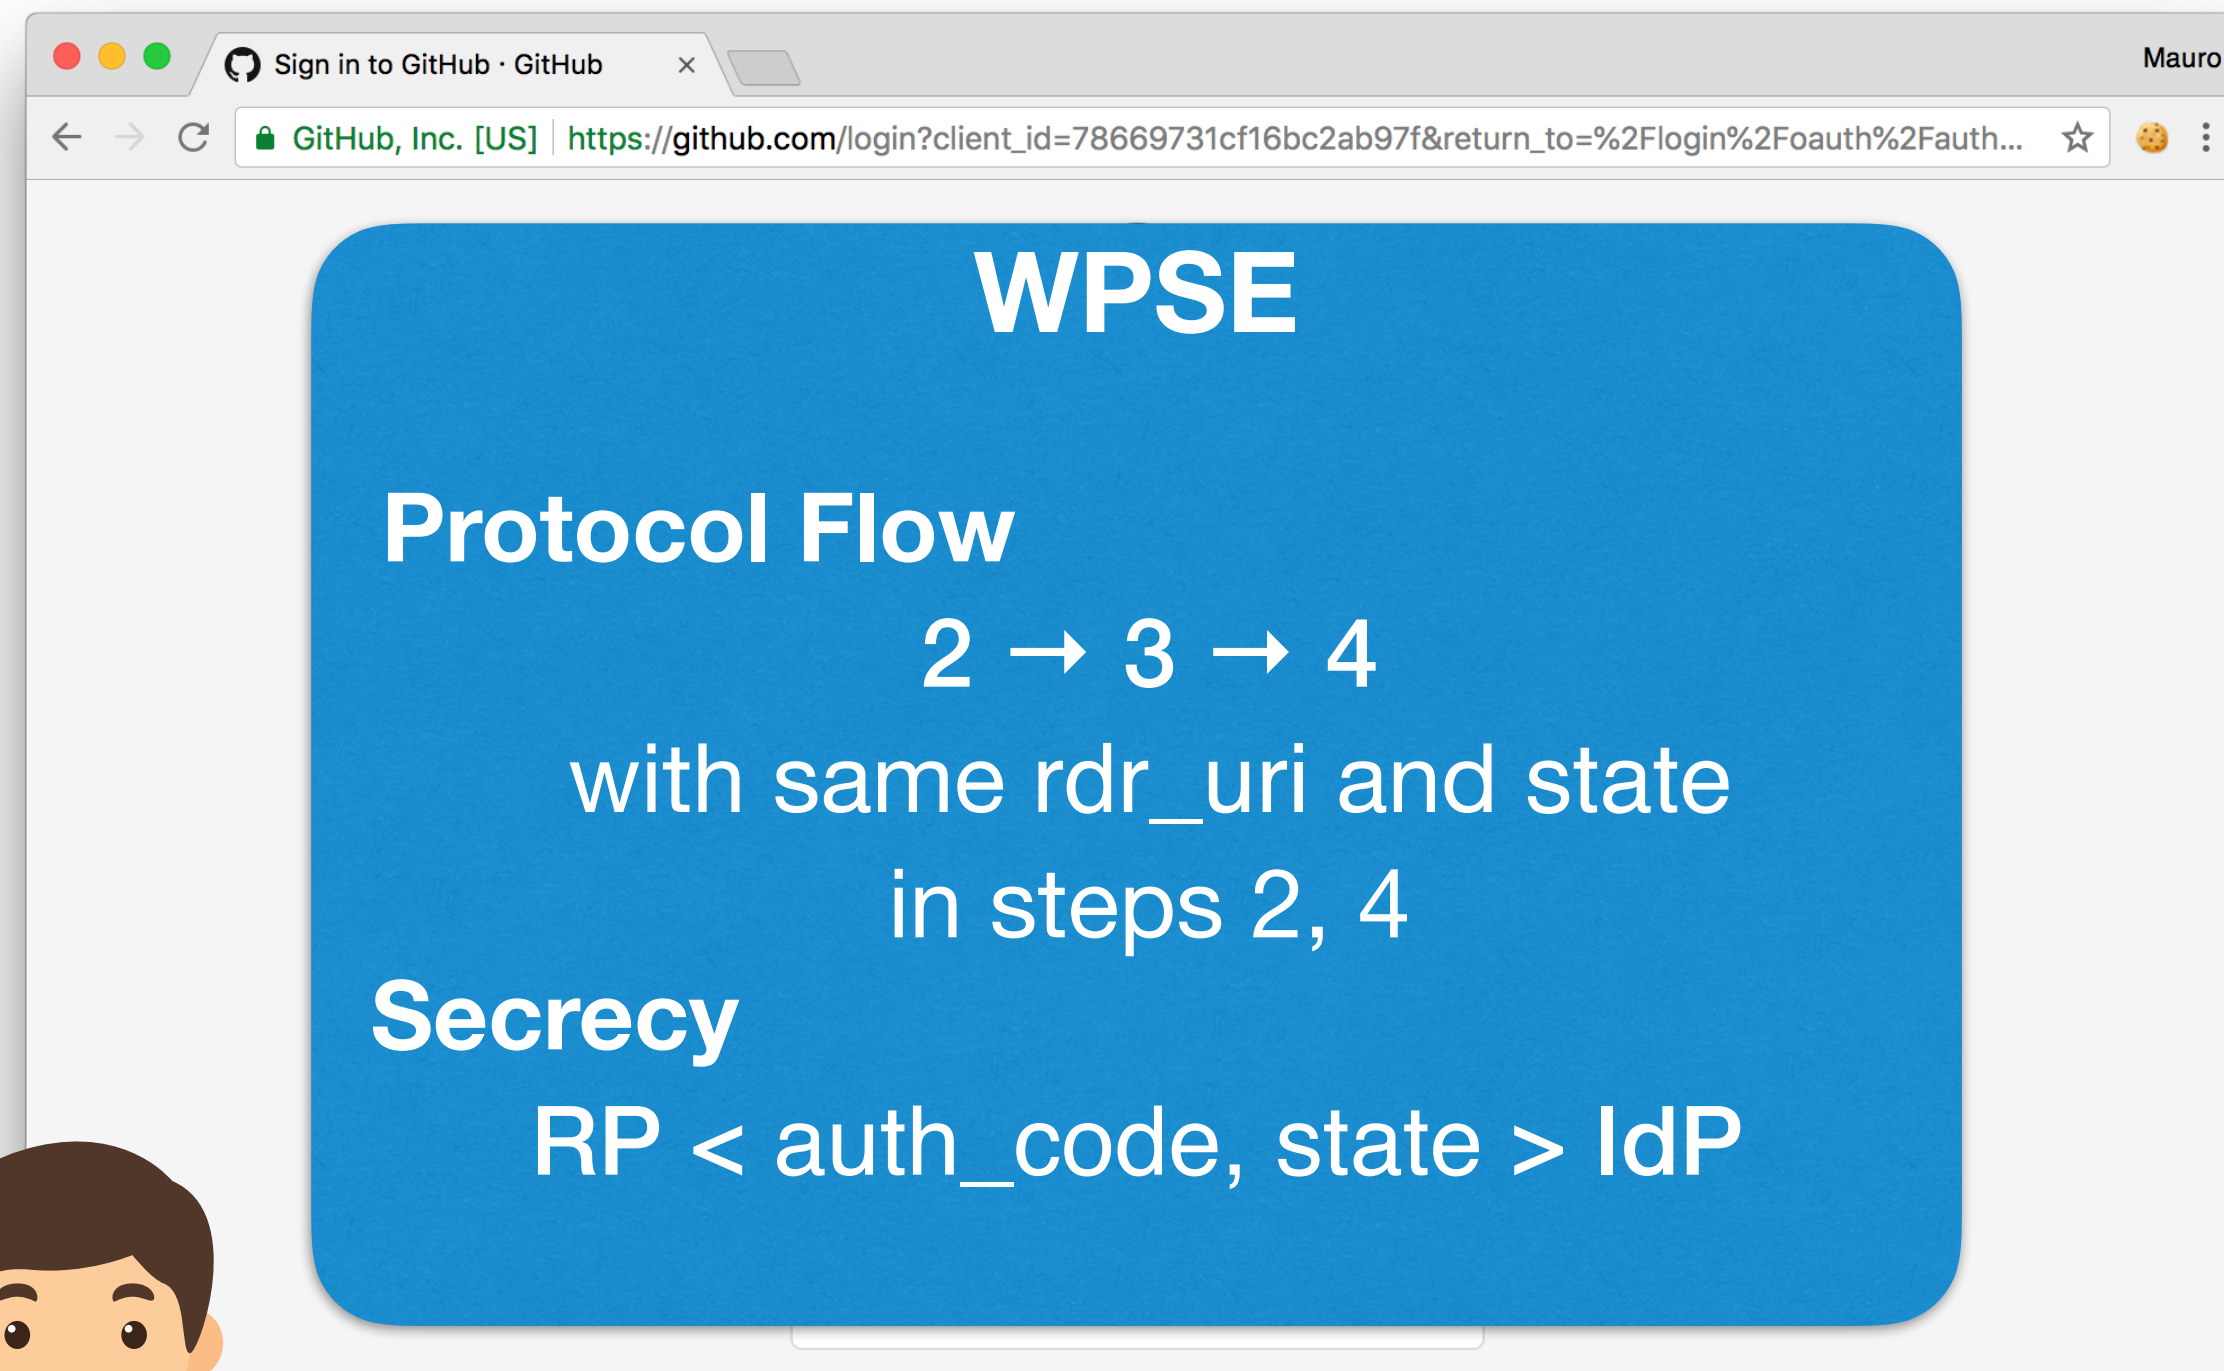 Sign in to GitHub · GitHub
Mauro
GitHub, Inc. [US] https://github.com/login?client_id=78669731cf16bc2ab97f&return_to=%2Flogin%2Foauth%2Fauth...
WPSE
Protocol Flow
2 → 3 → 4
with same rdr_uri and state
in steps 2, 4
Secrecy
RP < auth_code, state > IdP